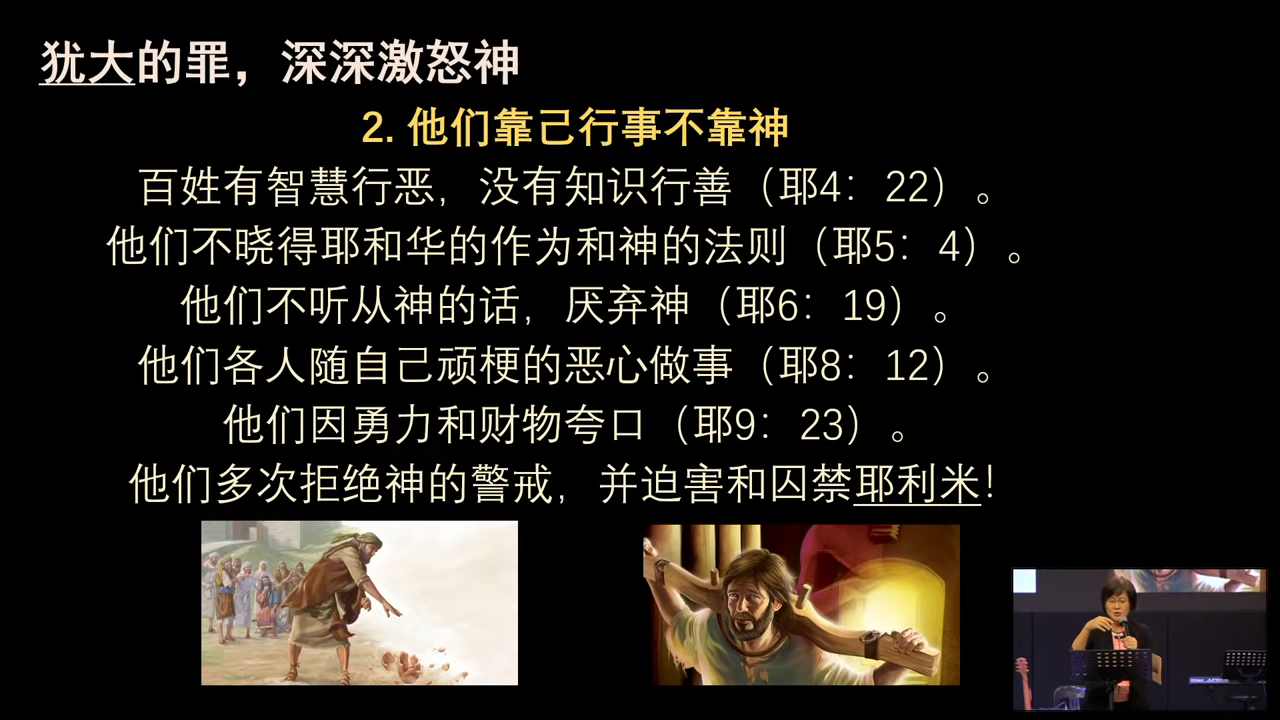 犹大的罪，深深激怒神
2. 他们靠己行事不靠神
百姓有智慧行恶，没有知识行善（耶4：22）。
他们不晓得耶和华的作为和神的法则（耶5：4）。
他们不听从神的话，厌弃神（耶6：19）。
他们各人随自己顽梗的恶心做事（耶8：12）。
他们因勇力和财物夸口（耶9：23）。
他们多次拒绝神的警戒，并迫害和囚禁耶利米！